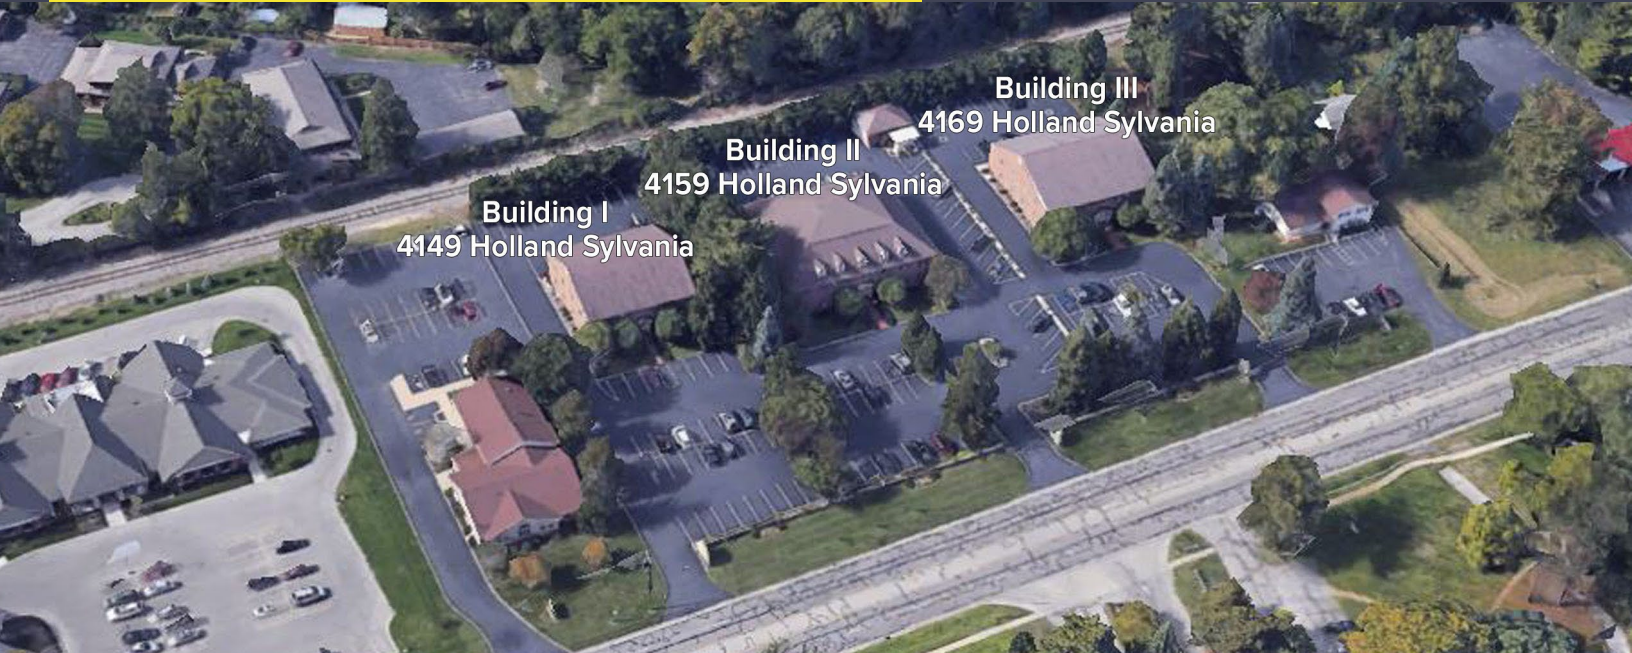 Building I
4149 Holland Sylvania
Building II
4159 Holland Sylvania
Building III
4169 Holland Sylvania